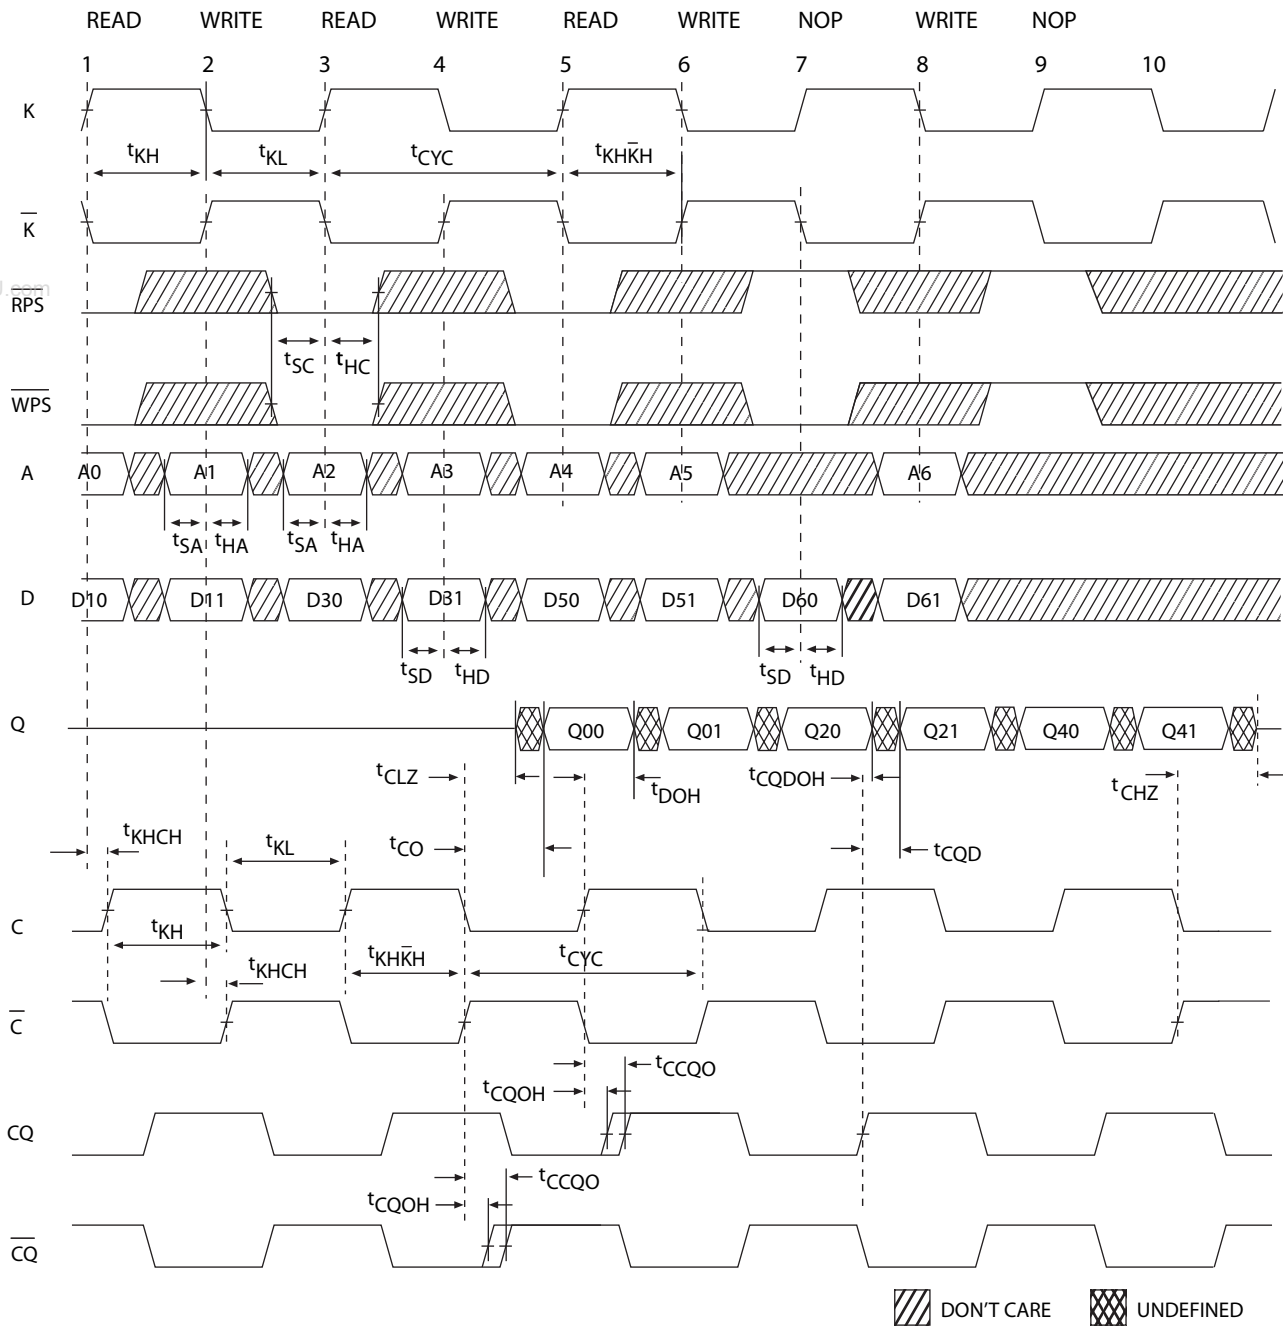 READ WRITE READ WRITE READ WRITE NOP WRITE NOP
1 2 3 4 5 6 7 8 9 10
K
tKH tKL tCYC tKHK̅H
K̅
.com
R̅P̅S̅
tSC tHC
W̅P̅S̅
A A0 A1 A2 A3 A4 A5 A6
tSA tHA tSA tHA
D D10 D11 D30 D31 D50 D51 D60 D61
tSD tHD tSD tHD
Q Q00 Q01 Q20 Q21 Q40 Q41
tCLZ tDOH tCQDOH tCHZ
tKHCH tKL tCO tCQD
C
tKH tKHK̅H tCYC
tKHCH
C̅
tCCQO
tCQOH
CQ
tCCQO
tCQOH
C̅Q̅
DON'T CARE UNDEFINED